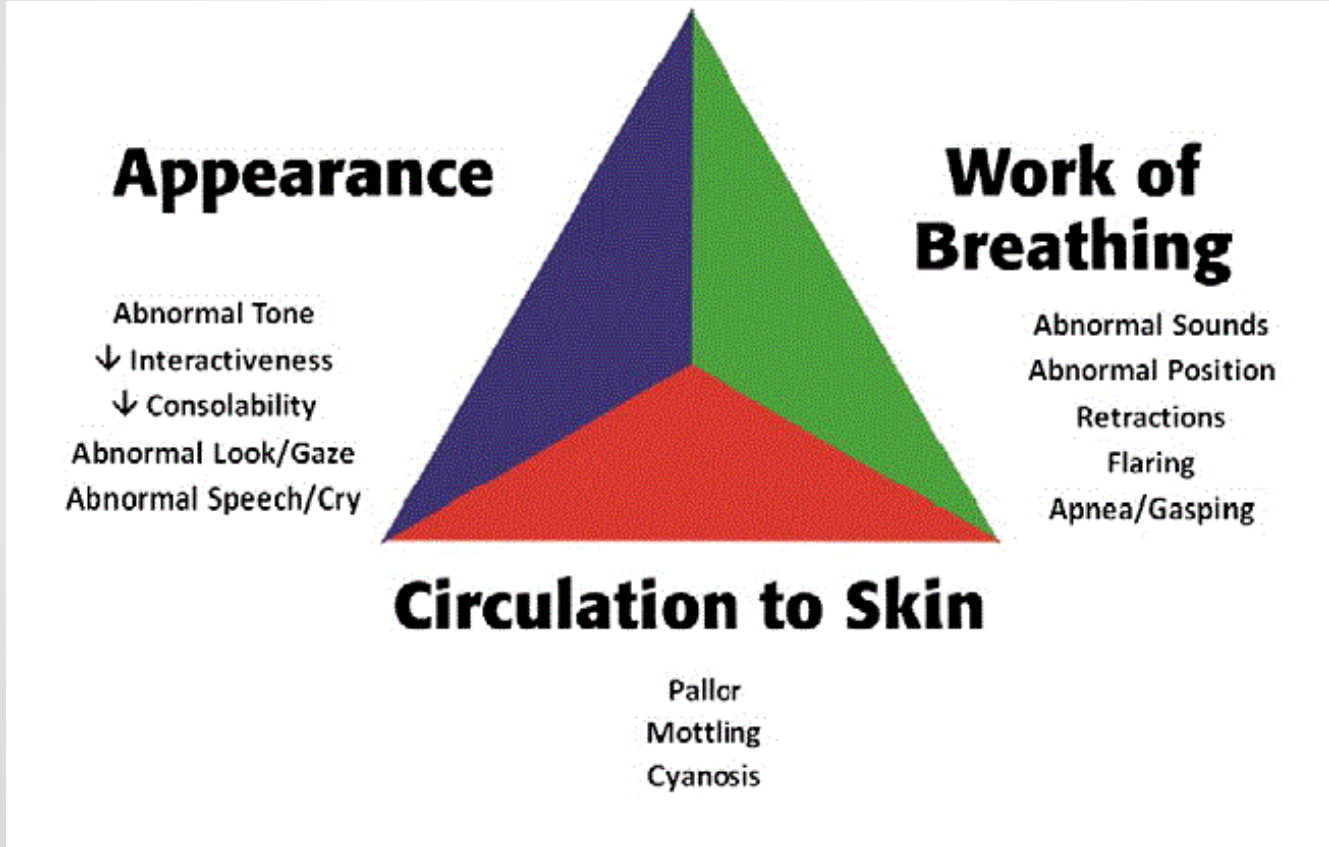 Appearance
Abnormal Tone
↓ Interactiveness
↓ Consolability
Abnormal Look/Gaze
Abnormal Speech/Cry
Work of
Breathing
Abnormal Sounds
Abnormal Position
Retractions
Flaring
Apnea/Gasping
Circulation to Skin
Pallor
Mottling
Cyanosis